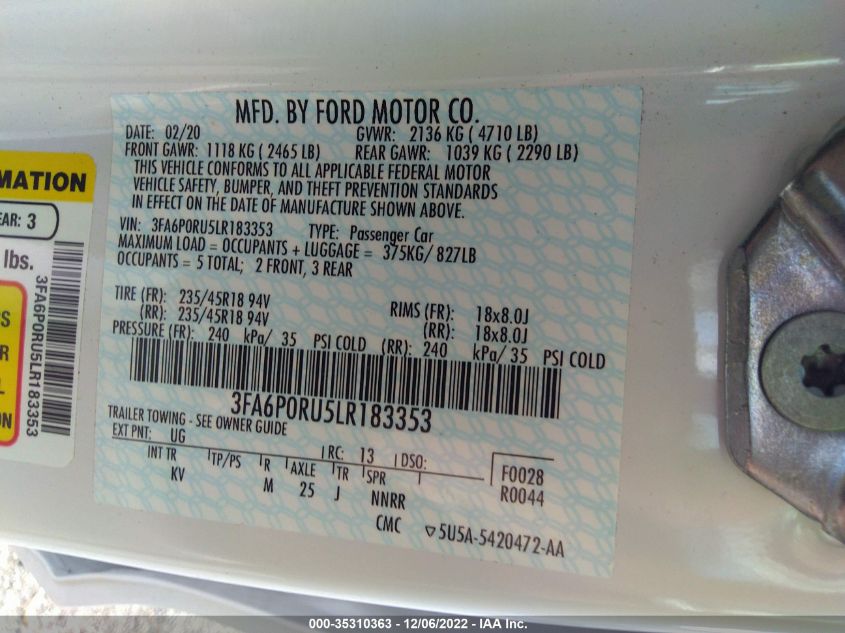 MFD. BY FORD MOTOR CO.
DATE: 02/20 GVWR: 2136 KG ( 4710 LB)
FRONT GAWR: 1118 KG ( 2465 LB) REAR GAWR: 1039 KG ( 2290 LB)
THIS VEHICLE CONFORMS TO ALL APPLICABLE FEDERAL MOTOR
VEHICLE SAFETY, BUMPER, AND THEFT PREVENTION STANDARDS
IN EFFECT ON THE DATE OF MANUFACTURE SHOWN ABOVE.
VIN: 3FA6P0RU5LR183353 TYPE: Passenger Car
MAXIMUM LOAD = OCCUPANTS + LUGGAGE = 375KG/ 827LB
OCCUPANTS = 5 TOTAL; 2 FRONT, 3 REAR
TIRE (FR): 235/45R18 94V RIMS (FR): 18x8.0J
(RR): 235/45R18 94V (RR): 18x8.0J
PRESSURE (FR): 240 kPa/ 35 PSI COLD (RR): 240 kPa/ 35 PSI COLD
3FA6P0RU5LR183353
TRAILER TOWING - SEE OWNER GUIDE
EXT PNT: UG RC: 13 DSO:
INT TR TP/PS R AXLE TR SPR F0028
KV M 25 J NNRR R0044
CMC 5U5A-5420472-AA
MATION
EAR: 3
lbs.
3FA6P0RU5LR183353
S
R
L
ON
000-35310363 - 12/06/2022 - IAA Inc.